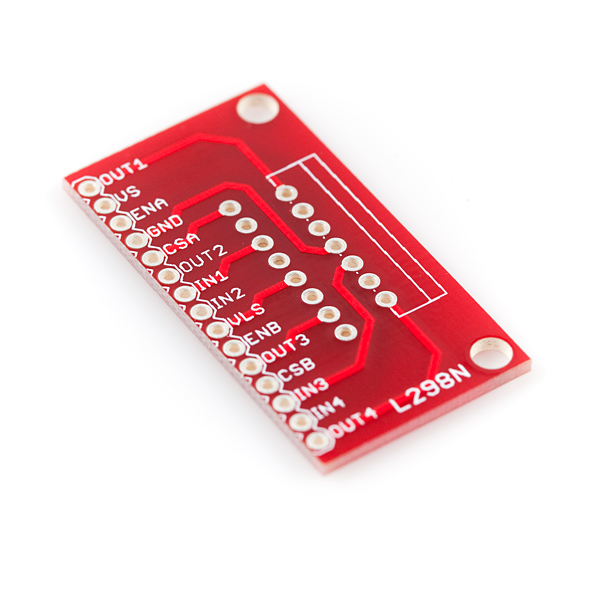 OUT1
VS
ENA
GND
CSA
OUT2
IN1
IN2
VLS
ENB
OUT3
CSB
IN3
IN4
OUT4
L298N